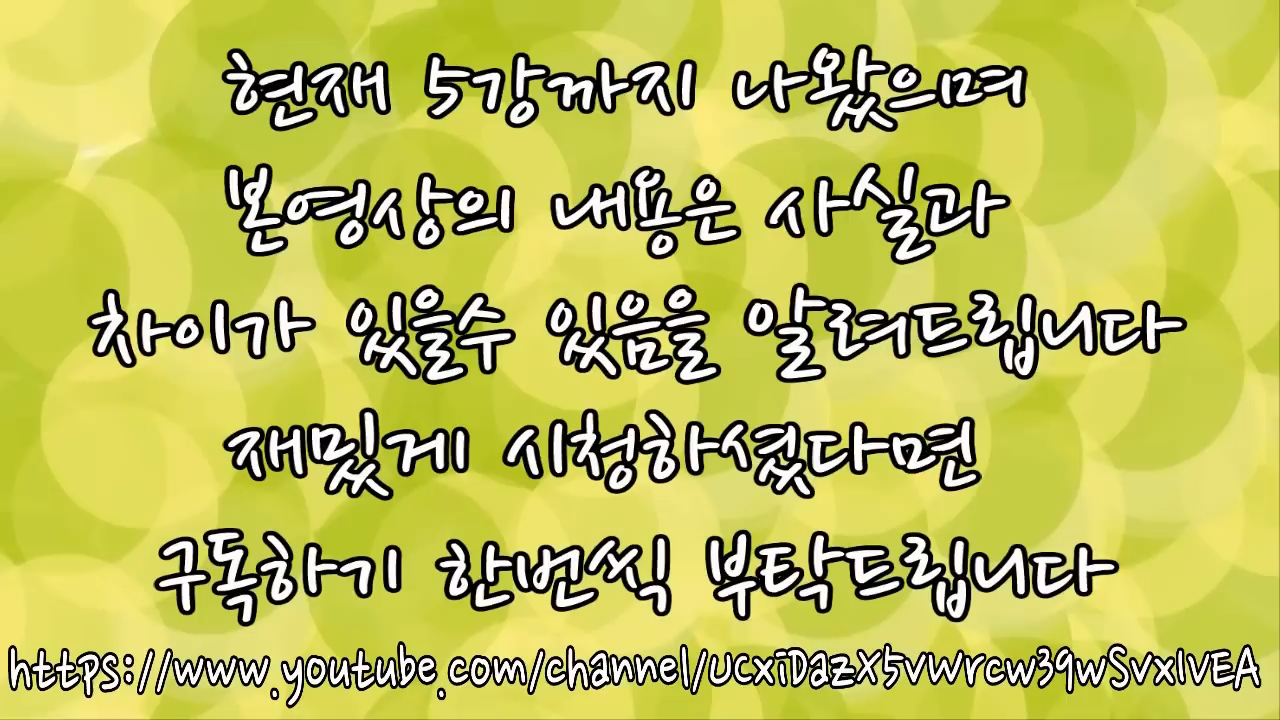 현재 5강까지 나왔으며
본영상의 내용은 사실과
차이가 있을수 있음을 알려드립니다
재밌게 시청하셨다면
구독하기 한번씩 부탁드립니다
https://www.youtube.com/channel/UCxiDazX5VWrcw39wSvxIVEA